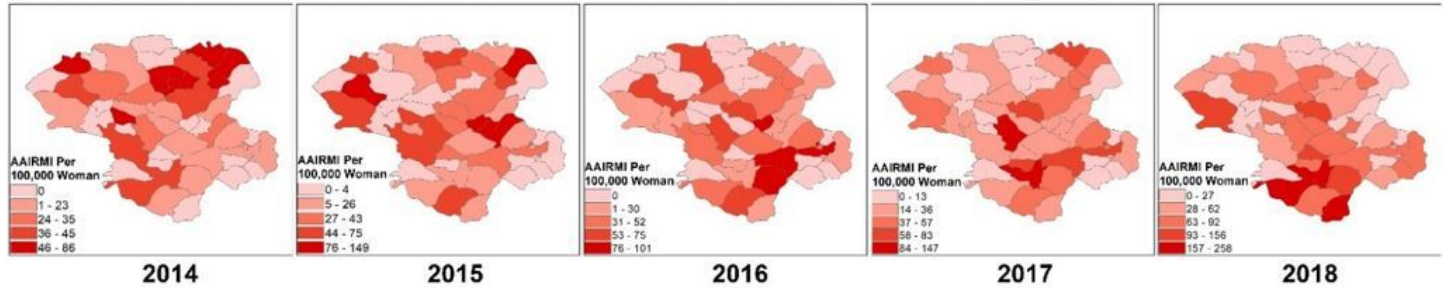 AAIRMI Per
100,000 Woman
0
1 - 23
24 - 35
36 - 45
46 - 86
2014
AAIRMI Per
100,000 Woman
0 - 4
5 - 26
27 - 43
44 - 75
76 - 149
2015
AAIRMI Per
100,000 Woman
0
1 - 30
31 - 52
53 - 75
76 - 101
2016
AAIRMI Per
100,000 Woman
0 - 13
14 - 36
37 - 57
58 - 83
84 - 147
2017
AAIRMI Per
100,000 Woman
0 - 27
28 - 62
63 - 92
93 - 156
157 - 258
2018